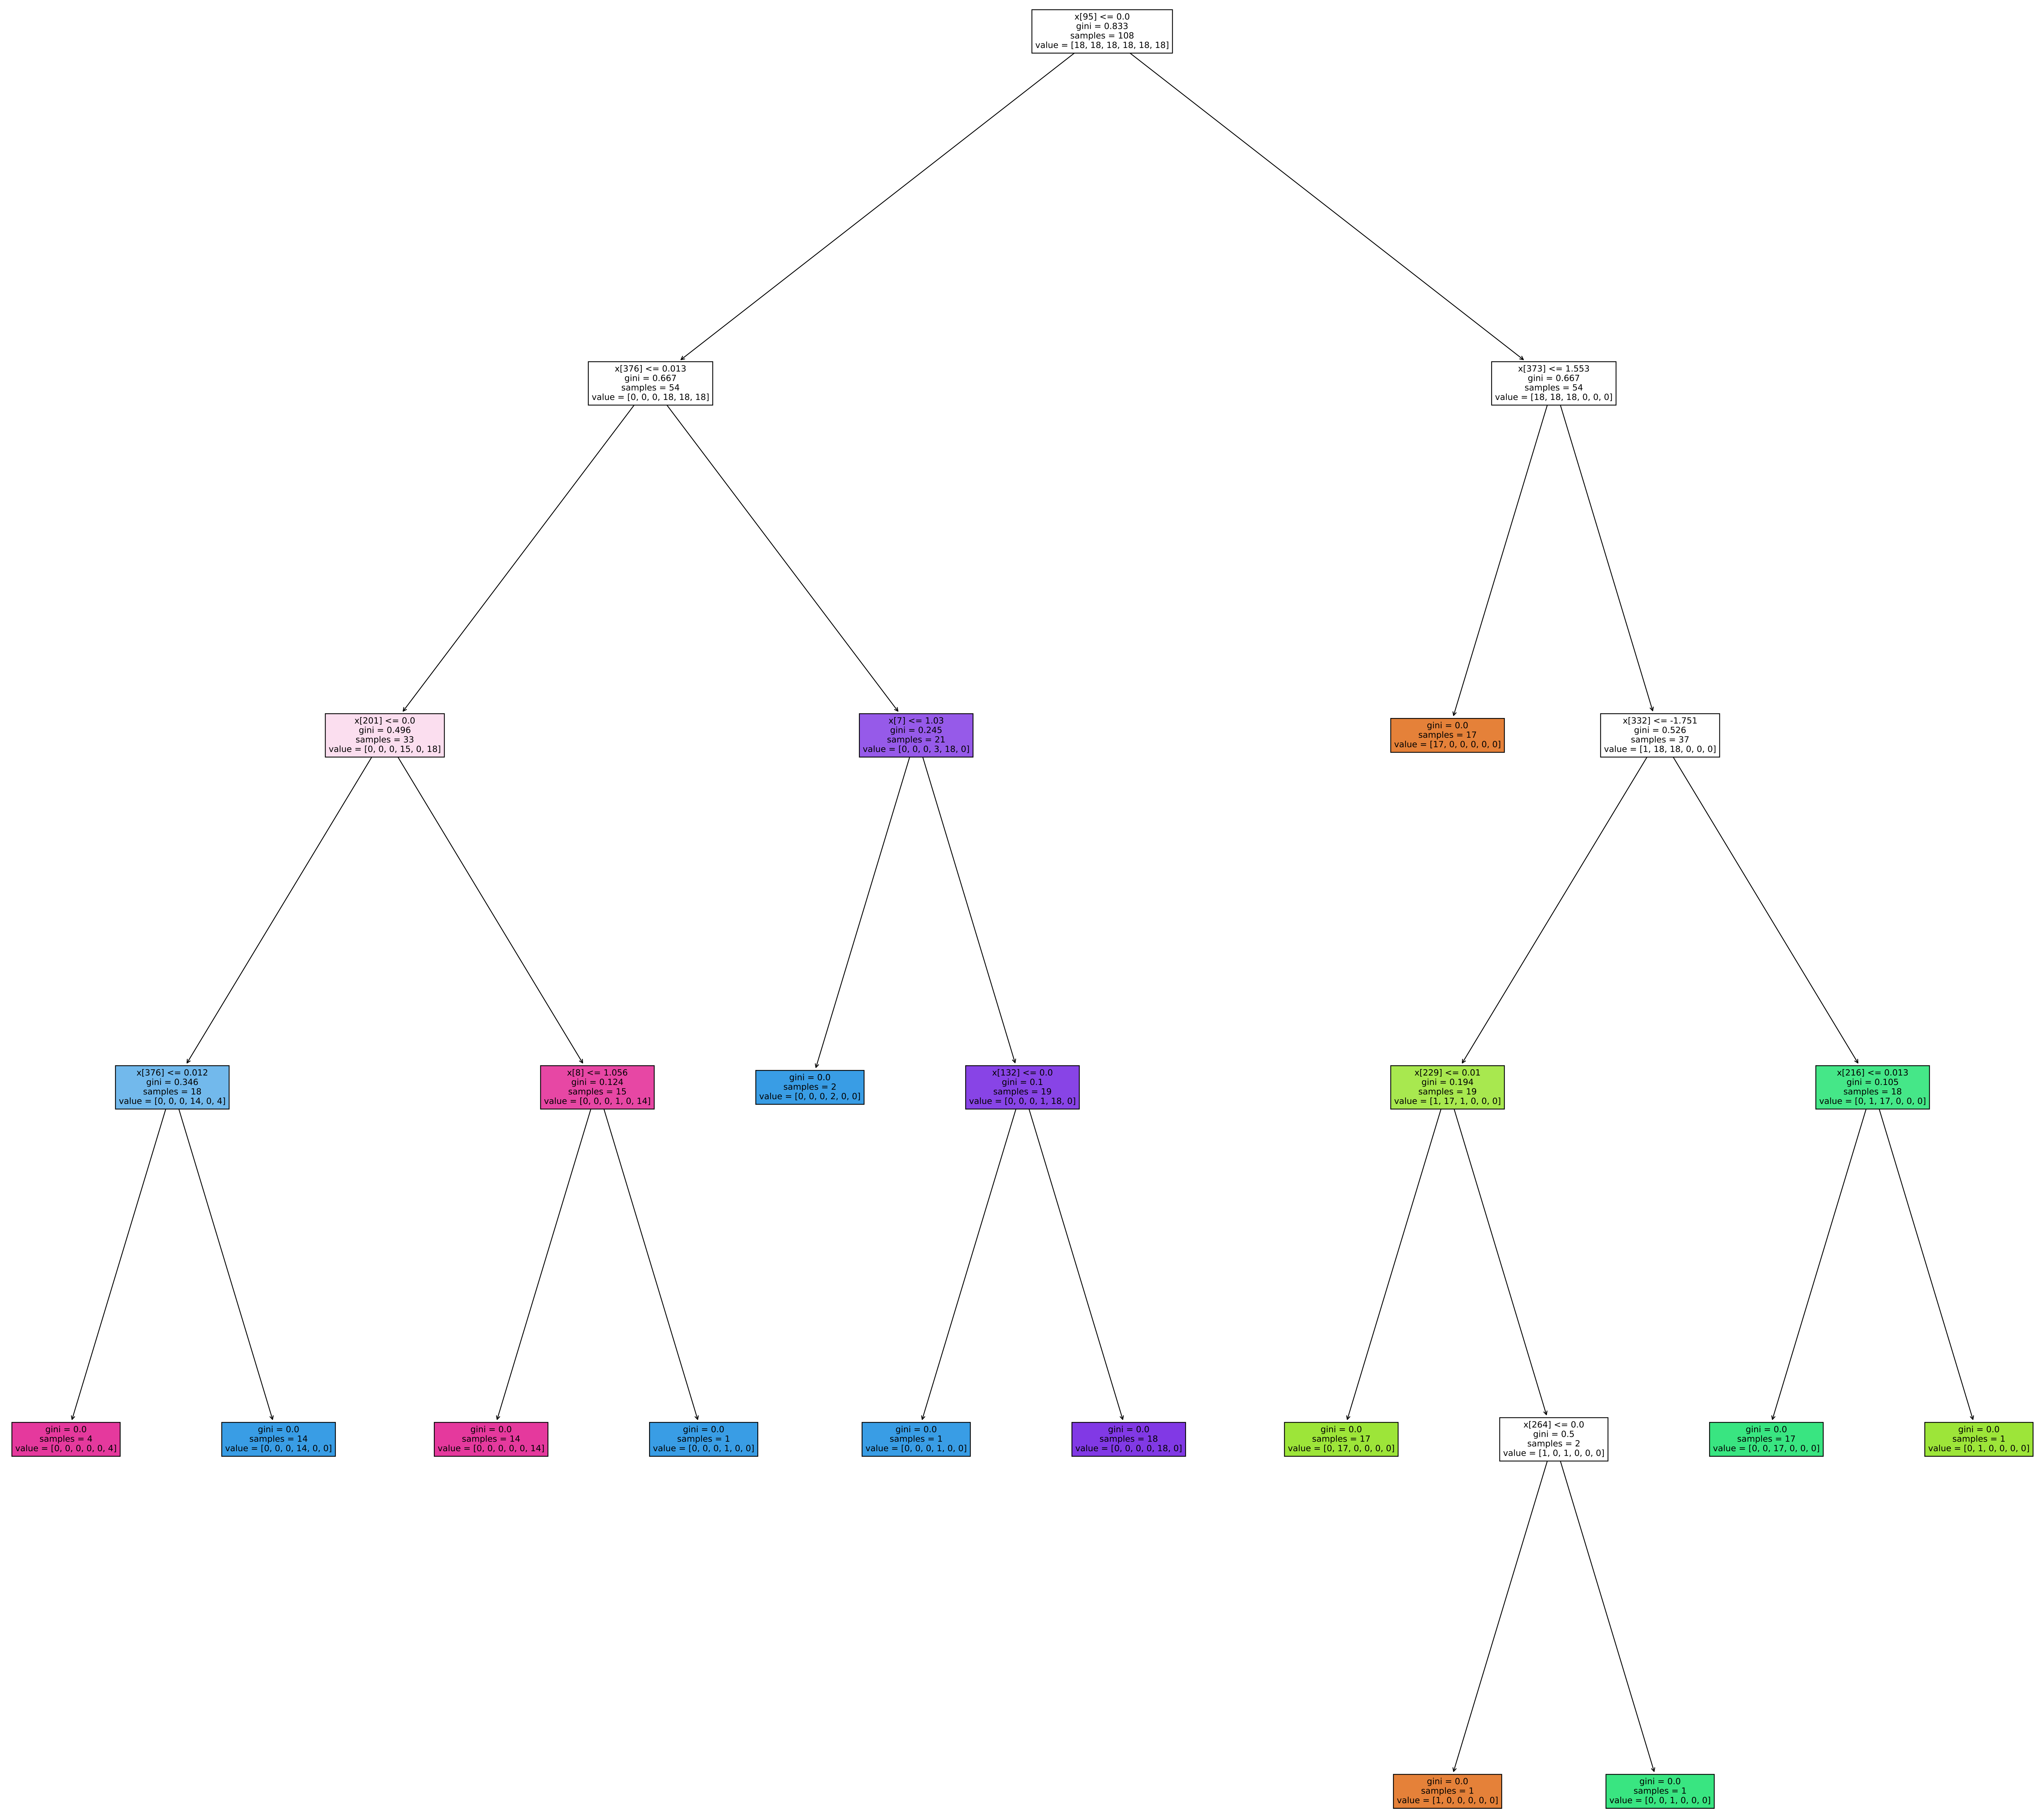 x[95] <= 0.0
gini = 0.833
samples = 108
value = [18, 18, 18, 18, 18, 18]
x[376] <= 0.013
gini = 0.667
samples = 54
value = [0, 0, 0, 18, 18, 18]
x[373] <= 1.553
gini = 0.667
samples = 54
value = [18, 18, 18, 0, 0, 0]
x[201] <= 0.0
gini = 0.496
samples = 33
value = [0, 0, 0, 15, 0, 18]
x[7] <= 1.03
gini = 0.245
samples = 21
value = [0, 0, 0, 3, 18, 0]
gini = 0.0
samples = 17
value = [17, 0, 0, 0, 0, 0]
x[332] <= -1.751
gini = 0.526
samples = 37
value = [1, 18, 18, 0, 0, 0]
x[376] <= 0.012
gini = 0.346
samples = 18
value = [0, 0, 0, 14, 0, 4]
x[8] <= 1.056
gini = 0.124
samples = 15
value = [0, 0, 0, 1, 0, 14]
gini = 0.0
samples = 2
value = [0, 0, 0, 2, 0, 0]
x[132] <= 0.0
gini = 0.1
samples = 19
value = [0, 0, 0, 1, 18, 0]
x[229] <= 0.01
gini = 0.194
samples = 19
value = [1, 17, 1, 0, 0, 0]
x[216] <= 0.013
gini = 0.105
samples = 18
value = [0, 1, 17, 0, 0, 0]
gini = 0.0
samples = 4
value = [0, 0, 0, 0, 0, 4]
gini = 0.0
samples = 14
value = [0, 0, 0, 14, 0, 0]
gini = 0.0
samples = 14
value = [0, 0, 0, 0, 0, 14]
gini = 0.0
samples = 1
value = [0, 0, 0, 1, 0, 0]
gini = 0.0
samples = 1
value = [0, 0, 0, 1, 0, 0]
gini = 0.0
samples = 18
value = [0, 0, 0, 0, 18, 0]
gini = 0.0
samples = 17
value = [0, 17, 0, 0, 0, 0]
x[264] <= 0.0
gini = 0.5
samples = 2
value = [1, 0, 1, 0, 0, 0]
gini = 0.0
samples = 17
value = [0, 0, 17, 0, 0, 0]
gini = 0.0
samples = 1
value = [0, 1, 0, 0, 0, 0]
gini = 0.0
samples = 1
value = [1, 0, 0, 0, 0, 0]
gini = 0.0
samples = 1
value = [0, 0, 1, 0, 0, 0]